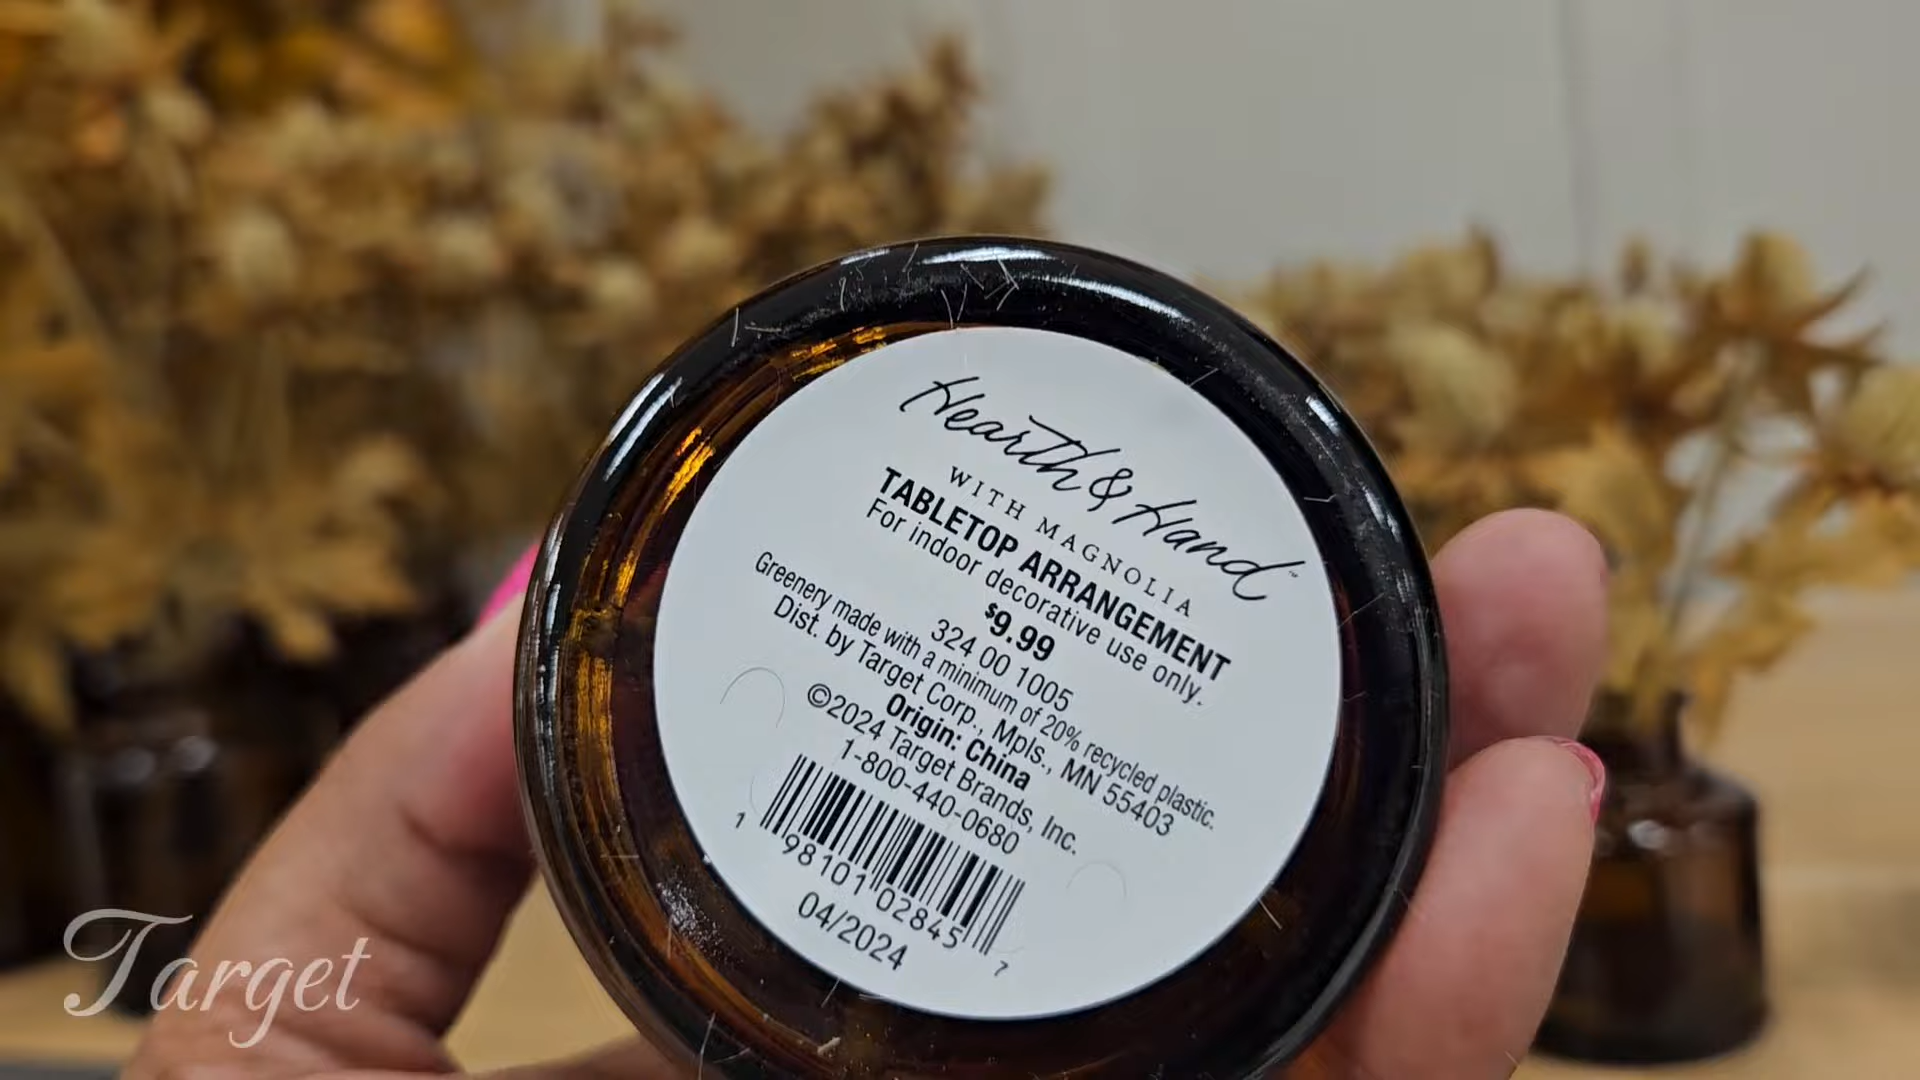 Hearth & Hand™
WITH MAGNOLIA
TABLETOP ARRANGEMENT
For indoor decorative use only.
$9.99
324 00 1005
Greenery made with a minimum of 20% recycled plastic.
Dist. by Target Corp., Mpls., MN 55403
Origin: China
©2024 Target Brands, Inc.
1-800-440-0680
1 98101 02845 7
04/2024
Target